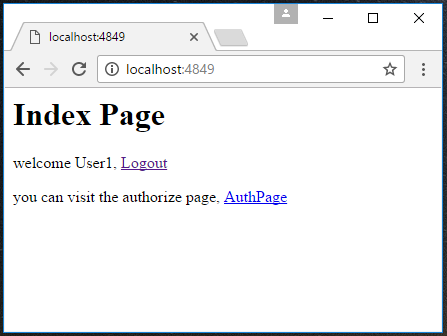 localhost:4849
localhost:4849
Index Page
welcome User1, Logout
you can visit the authorize page, AuthPage